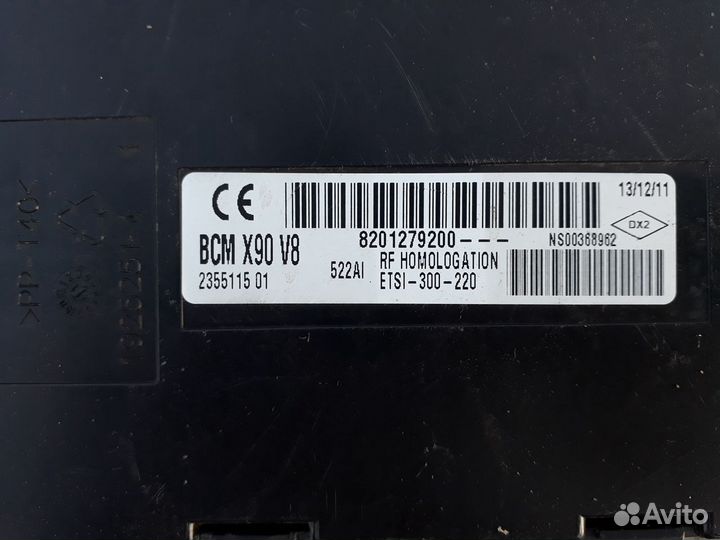 CE
13/12/11
8201279200---
NS00368962
DX2
BCM X90 V8
2355115 01
522AI
RF HOMOLOGATION
ETSI-300-220
>PP-I40<
Avito